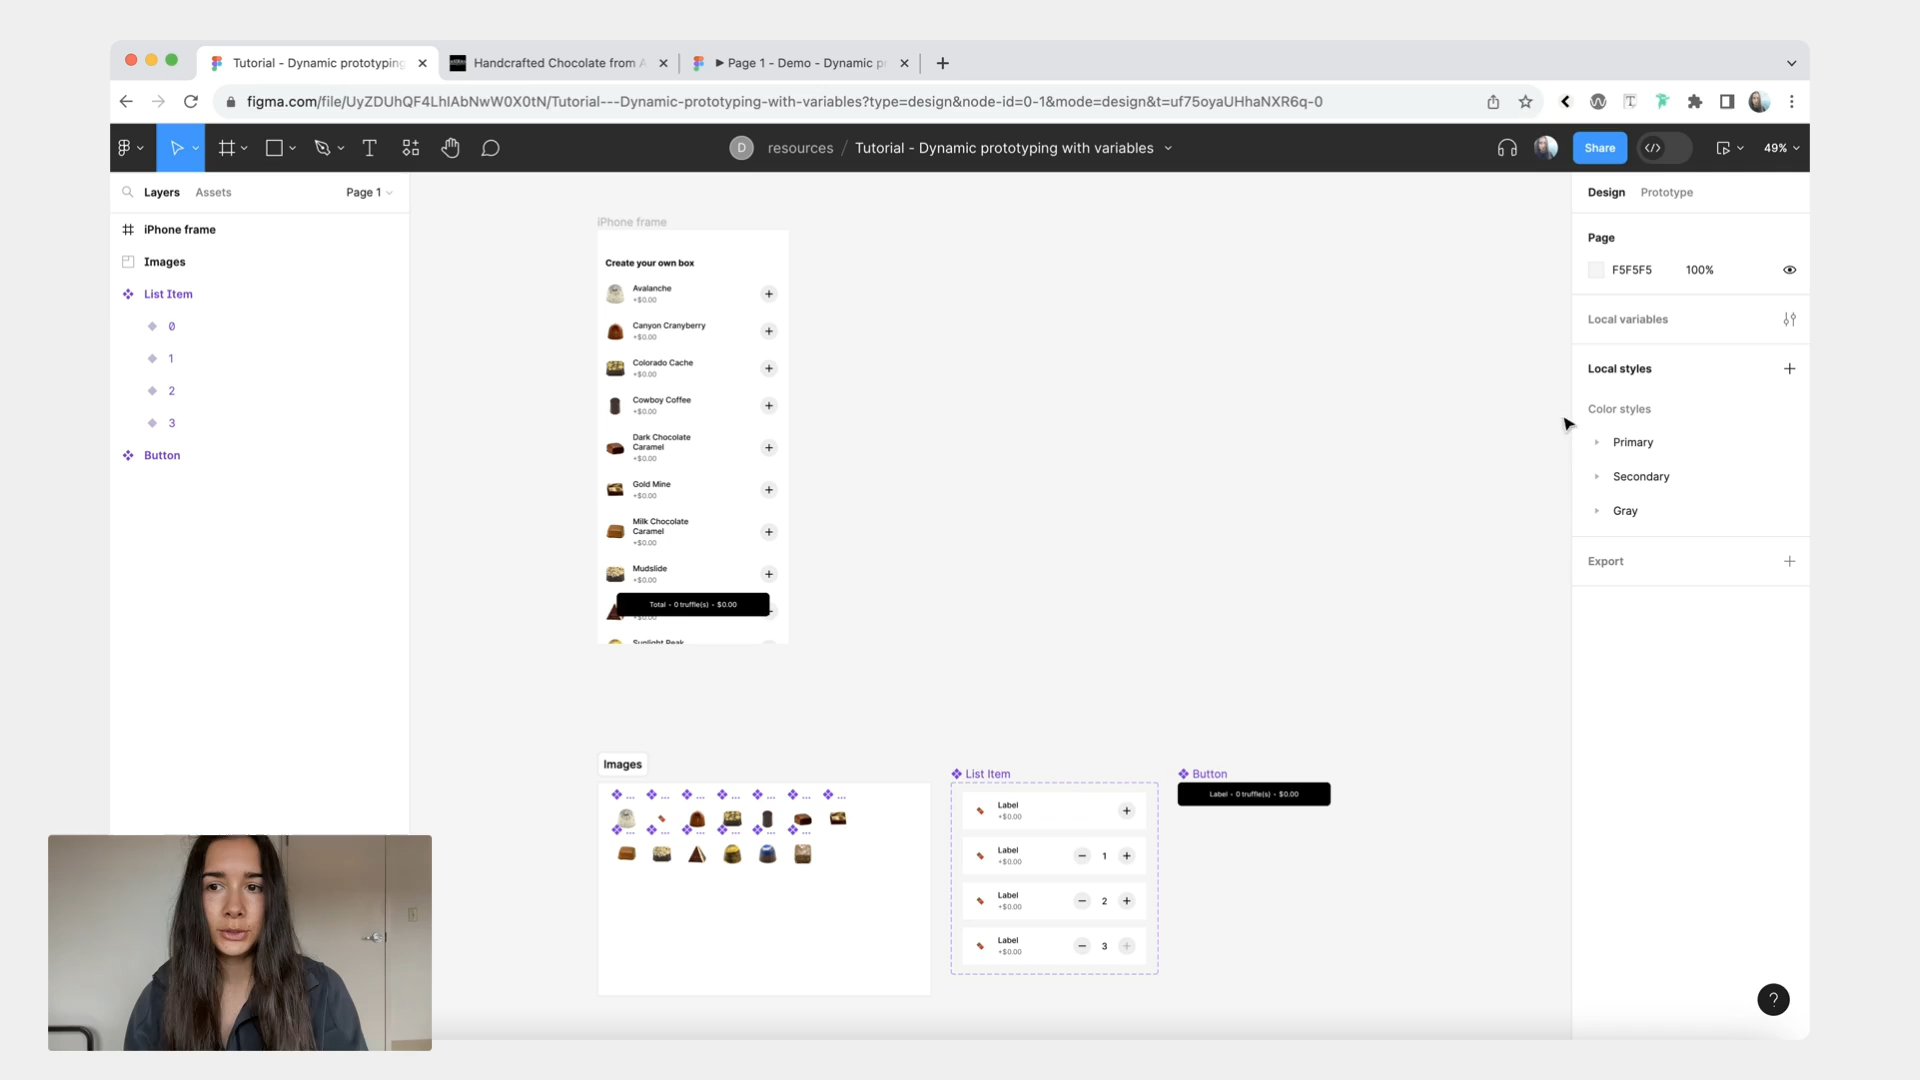 Tutorial - Dynamic prototyping
Handcrafted Chocolate from A
Page 1 - Demo - Dynamic pr
figma.com/file/UyZDUhQF4LhIAbNwW0X0tN/Tutorial---Dynamic-prototyping-with-variables?type=design&node-id=0-1&mode=design&t=uf75oyaUHhaNXR6q-0
D resources / Tutorial - Dynamic prototyping with variables
Share
49%
Layers Assets Page 1
iPhone frame
Images
List Item
0
1
2
3
Button
iPhone frame
Create your own box
Avalanche
+$0.00
Canyon Cranyberry
+$0.00
Colorado Cache
+$0.00
Cowboy Coffee
+$0.00
Dark Chocolate
Caramel
+$0.00
Gold Mine
+$0.00
Milk Chocolate
Caramel
+$0.00
Mudslide
+$0.00
Total - 0 truffle(s) - $0.00
+$0.00
Sunlight Peak
Images
... ... ... ... ... ... ...
... ... ... ... ... ...
List Item
Label
+$0.00
Label
+$0.00
1
Label
+$0.00
2
Label
+$0.00
3
Button
Label - 0 truffle(s) - $0.00
Design Prototype
Page
F5F5F5 100%
Local variables
Local styles
Color styles
Primary
Secondary
Gray
Export
?